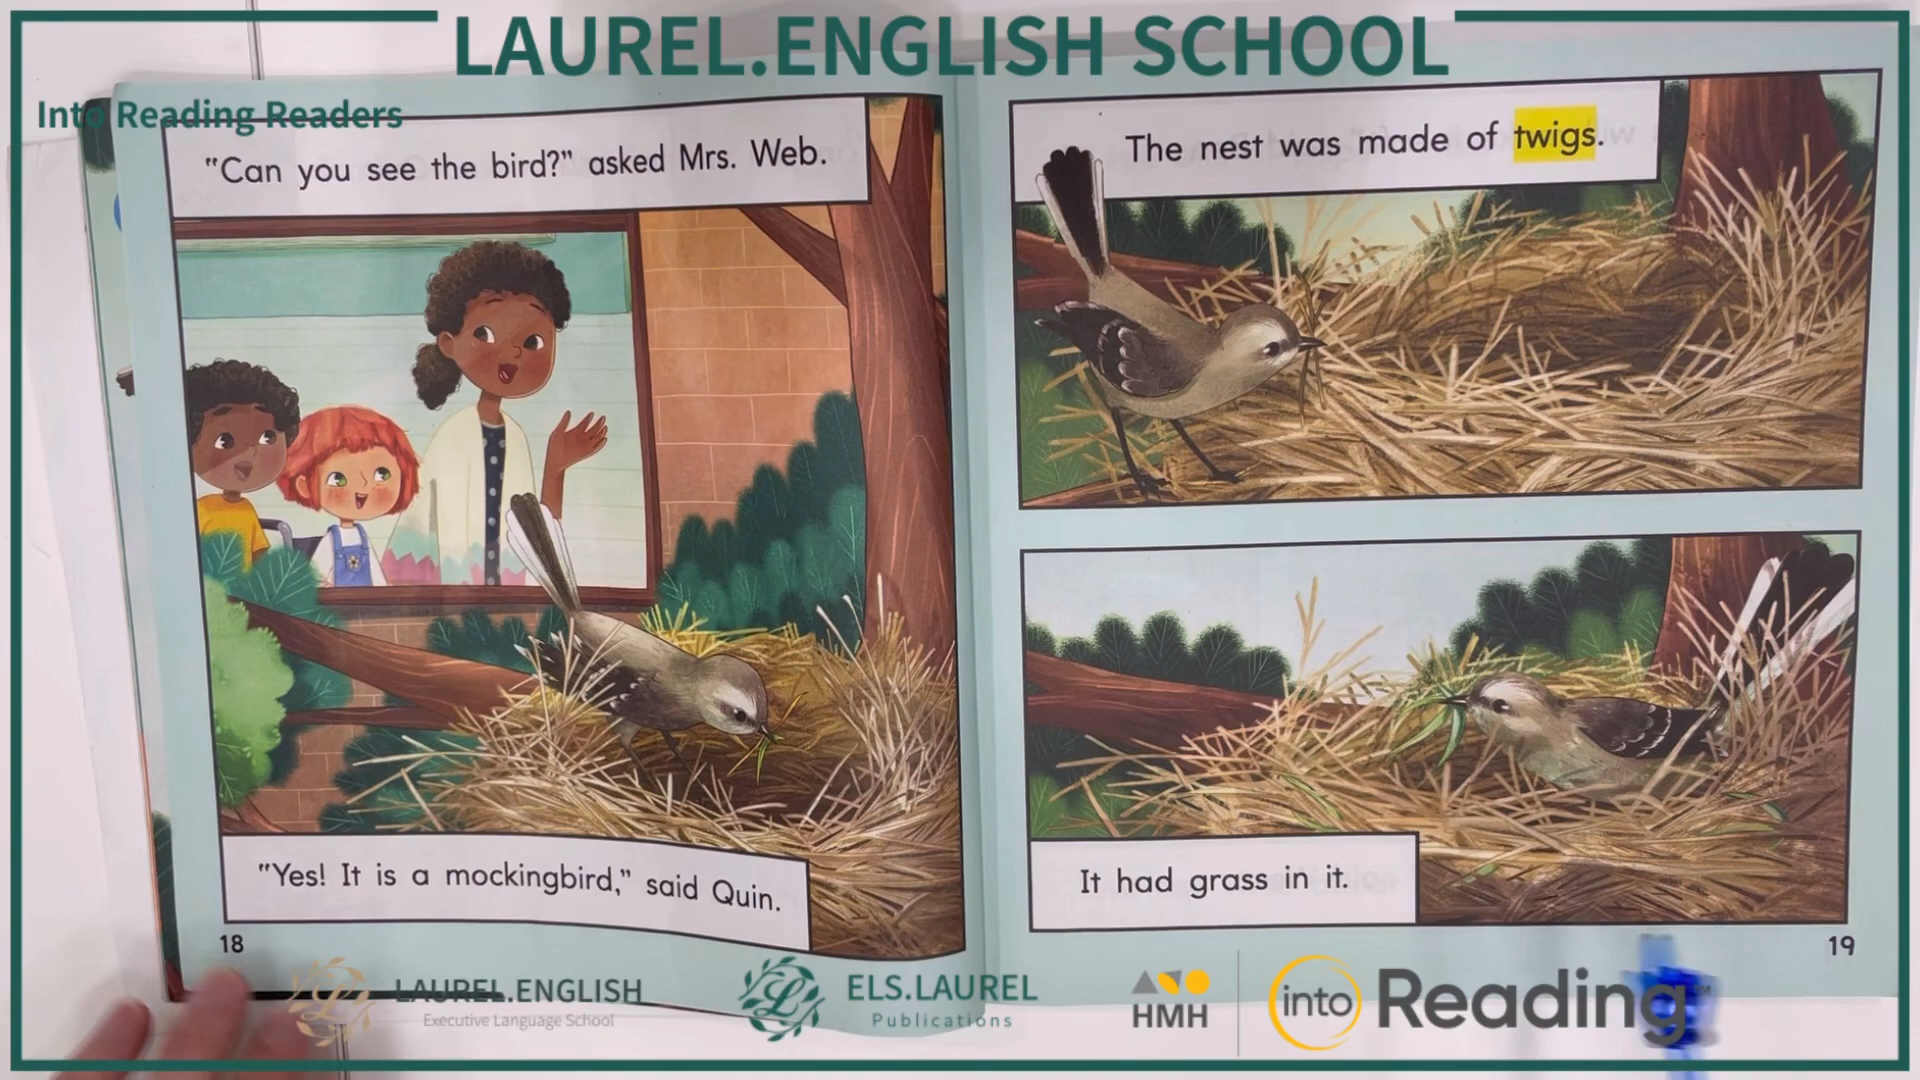 LAUREL.ENGLISH SCHOOL
Into Reading Readers
"Can you see the bird?" asked Mrs. Web.
"Yes! It is a mockingbird," said Quin.
18
The nest was made of twigs.
It had grass in it.
19
LAUREL.ENGLISH
Executive Language School
ELS.LAUREL
Publications
HMH
into Reading™